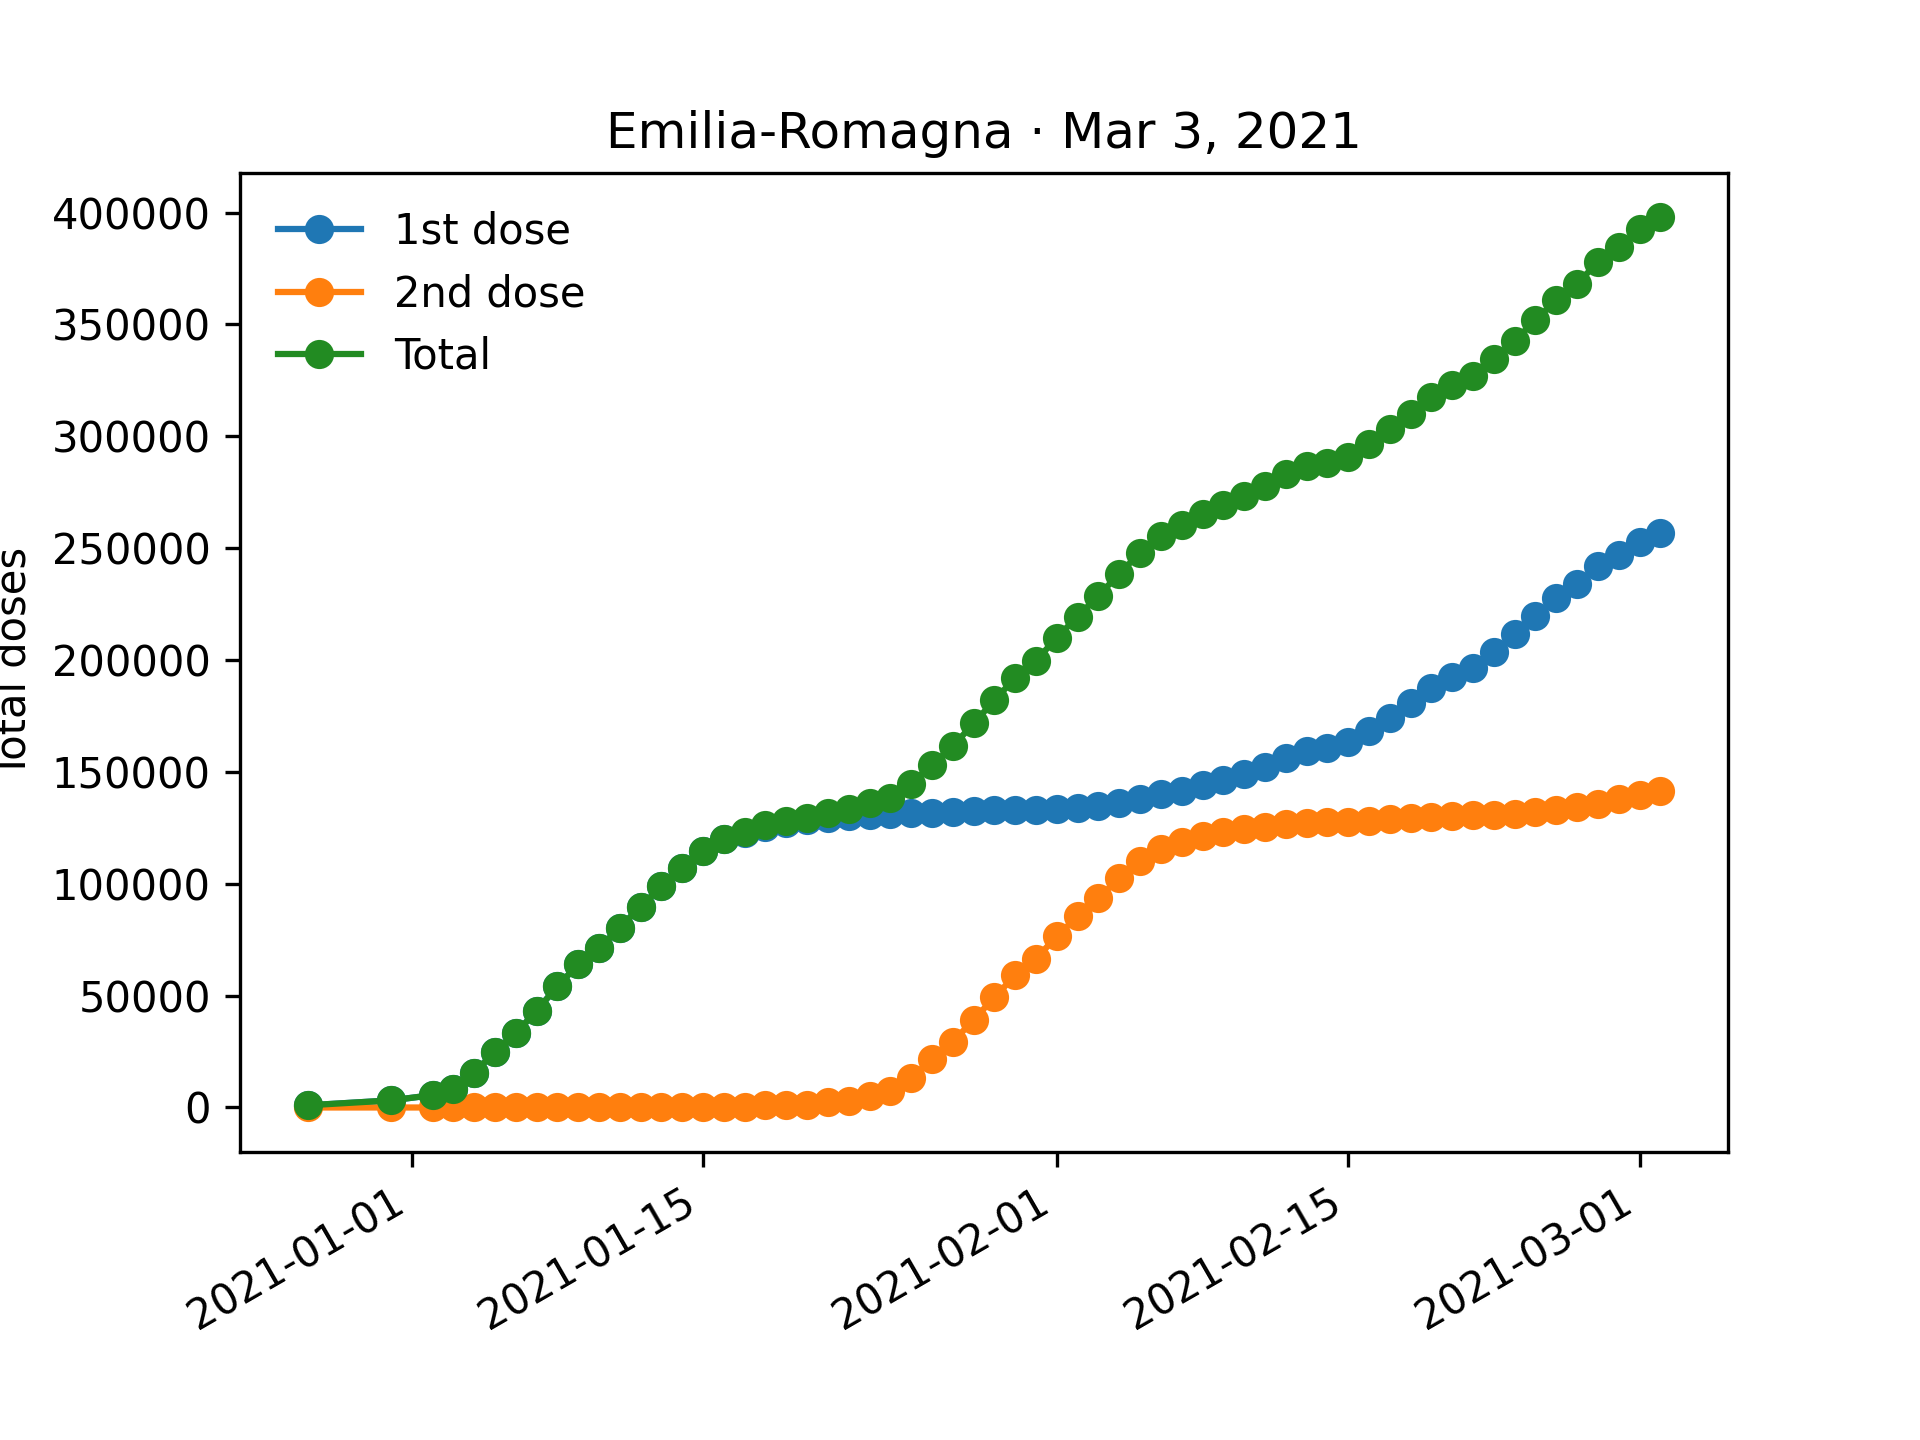 Emilia-Romagna · Mar 3, 2021
1st dose
2nd dose
Total
400000
350000
300000
250000
200000
150000
100000
50000
0
Total doses
2021-01-01
2021-01-15
2021-02-01
2021-02-15
2021-03-01